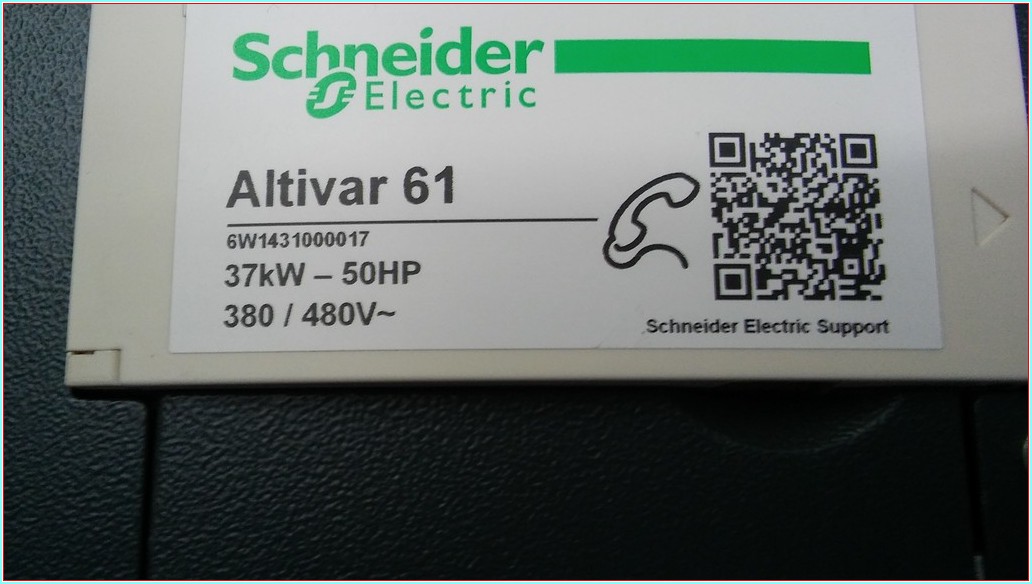 Schneider
Electric
Altivar 61
6W1431000017
37kW – 50HP
380 / 480V~
Schneider Electric Support